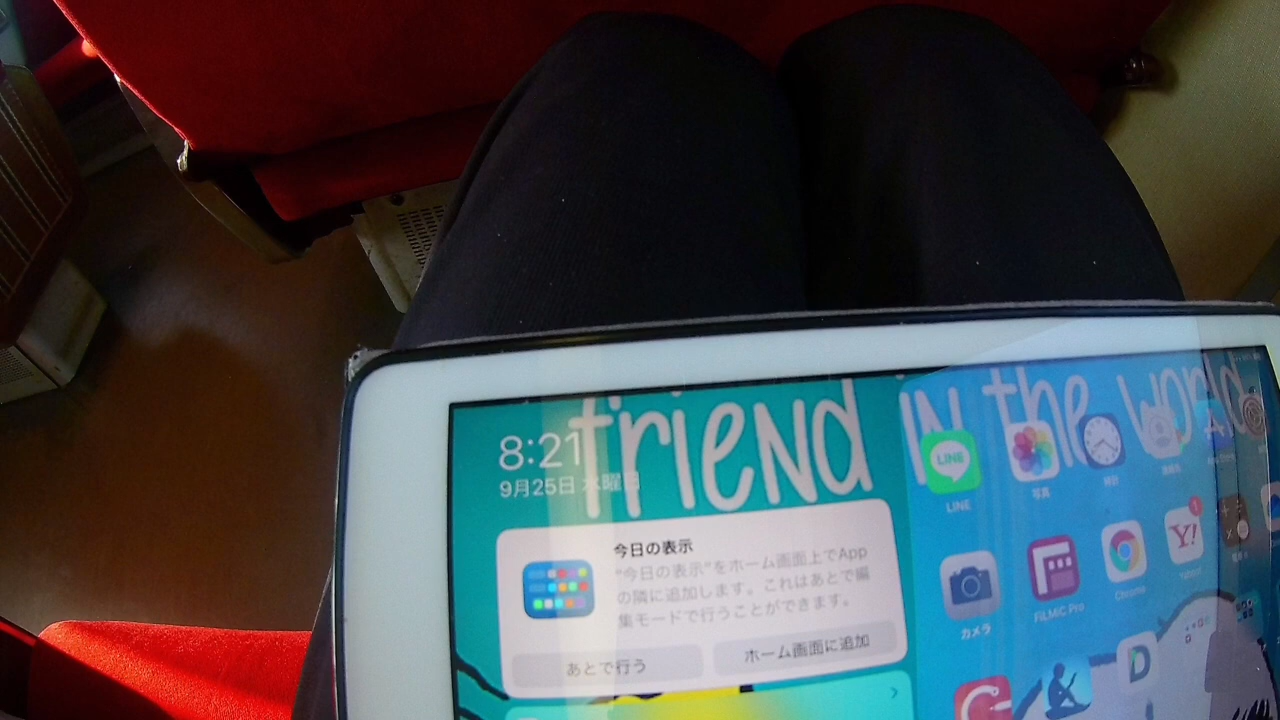 friend in the world
8:21
9月25日 水曜日
今日の表示
"今日の表示"をホーム画面上でApp
の隣に追加します。これはあとで編
集モードで行うことができます。
あとで行う
ホーム画面に追加
LINE
LINE
写真
時計
1
Y!
カメラ
FiLMiC Pro
Chrome
Yahoo!
D